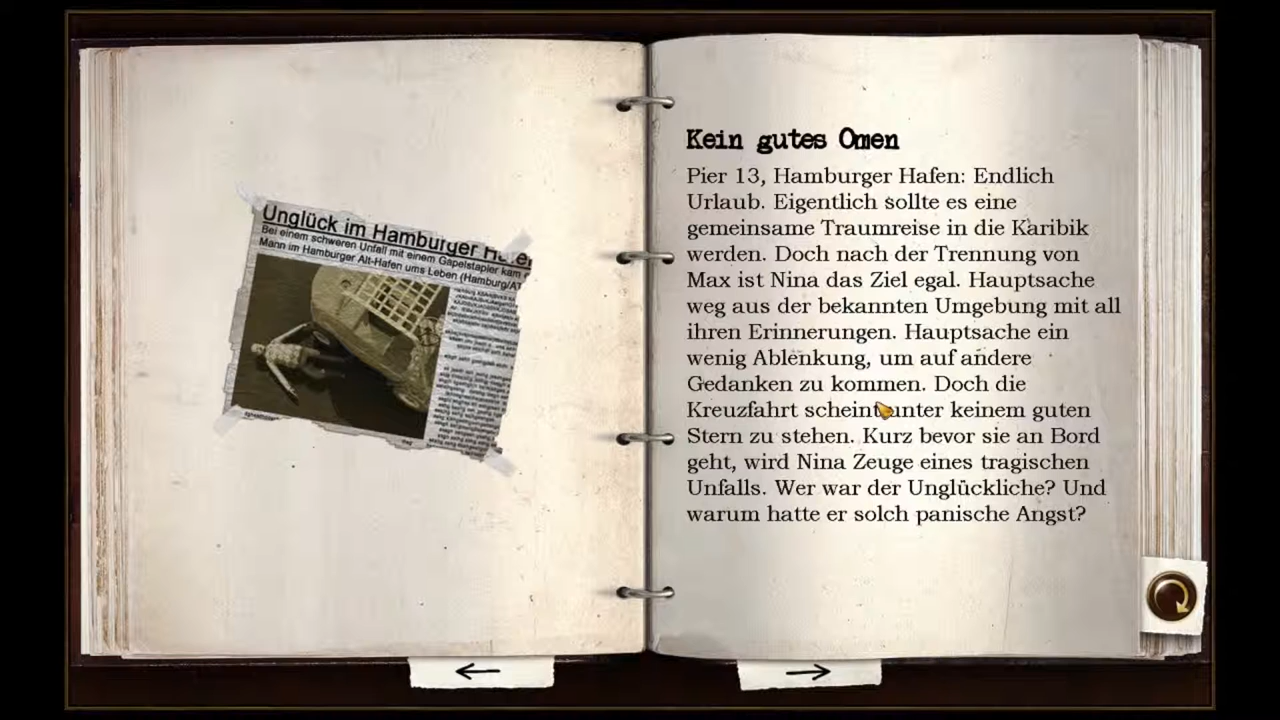 Unglück im Hamburger
Bei einem schweren Unfall mit einem Gapelstapler kam
Mann im Hamburger Alt-Hafen ums Leben (Hamburg/AT
Kein gutes Omen
Pier 13, Hamburger Hafen: Endlich
Urlaub. Eigentlich sollte es eine
gemeinsame Traumreise in die Karibik
werden. Doch nach der Trennung von
Max ist Nina das Ziel egal. Hauptsache
weg aus der bekannten Umgebung mit all
ihren Erinnerungen. Hauptsache ein
wenig Ablenkung, um auf andere
Gedanken zu kommen. Doch die
Kreuzfahrt scheint unter keinem guten
Stern zu stehen. Kurz bevor sie an Bord
geht, wird Nina Zeuge eines tragischen
Unfalls. Wer war der Unglückliche? Und
warum hatte er solch panische Angst?